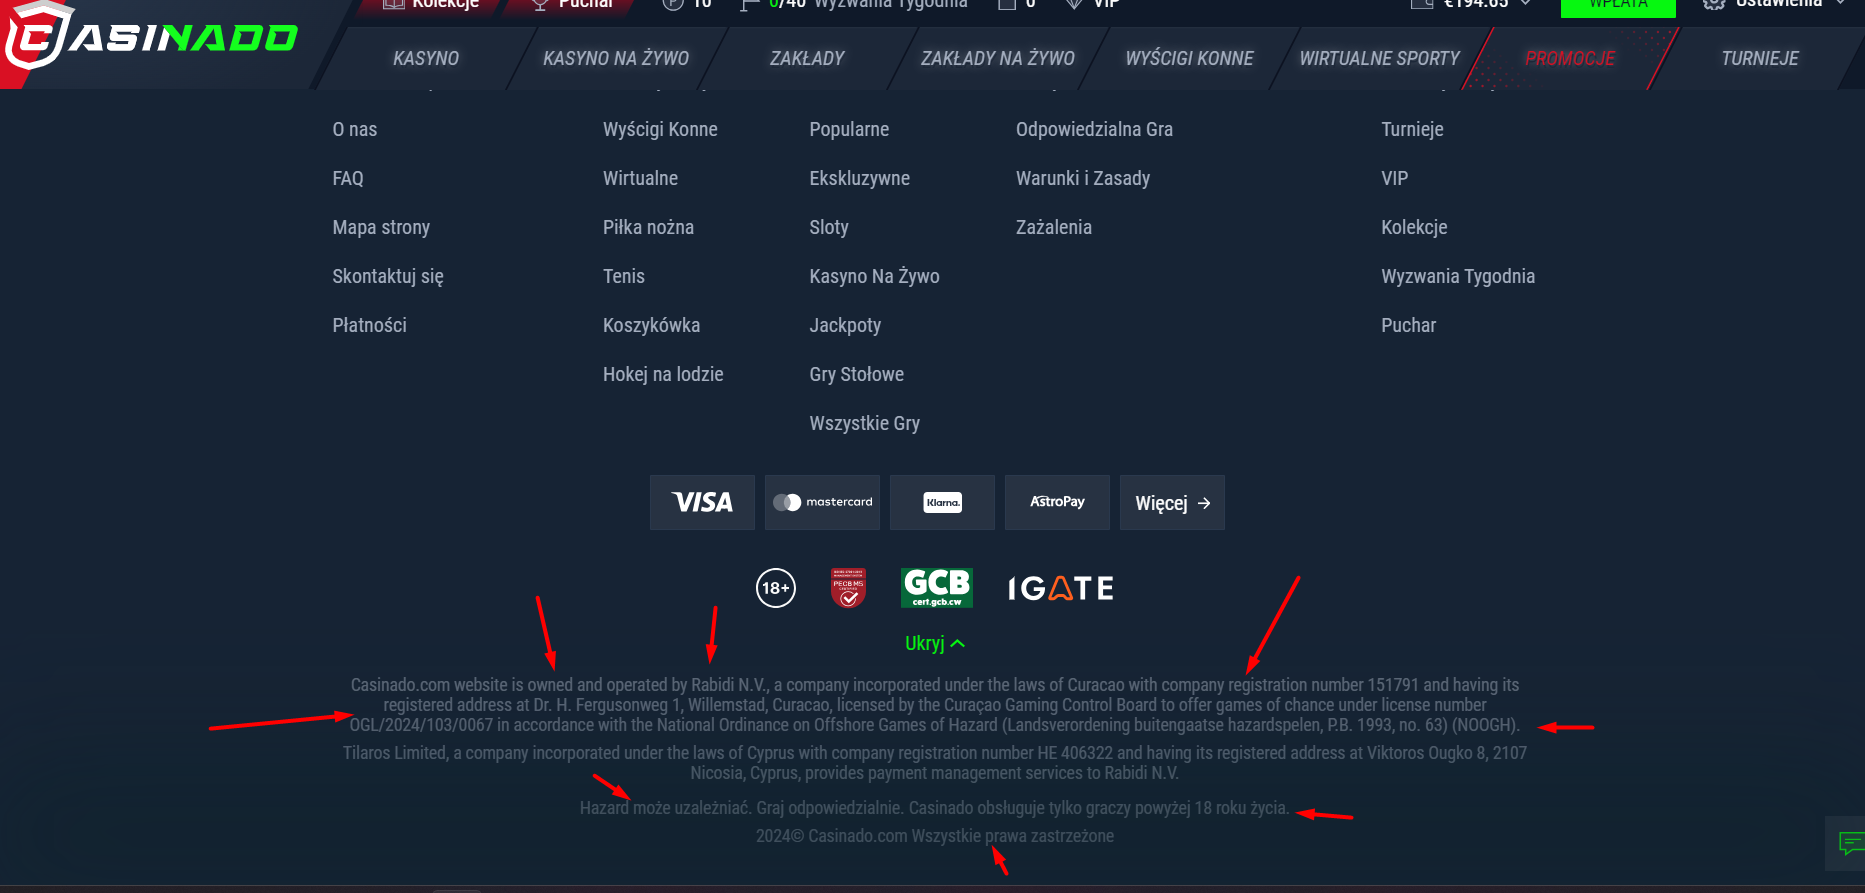 CASINADO
Kolekcje
Puchar
10
0/40 Wyzwania Tygodnia
0
VIP
€194.65
WPŁATA
Ustawienia
KASYNO
KASYNO NA ŻYWO
ZAKŁADY
ZAKŁADY NA ŻYWO
WYŚCIGI KONNE
WIRTUALNE SPORTY
PROMOCJE
TURNIEJE
O nas
FAQ
Mapa strony
Skontaktuj się
Płatności
Wyścigi Konne
Wirtualne
Piłka nożna
Tenis
Koszykówka
Hokej na lodzie
Popularne
Ekskluzywne
Sloty
Kasyno Na Żywo
Jackpoty
Gry Stołowe
Wszystkie Gry
Odpowiedzialna Gra
Warunki i Zasady
Zażalenia
Turnieje
VIP
Kolekcje
Wyzwania Tygodnia
Puchar
VISA
mastercard
Klarna.
AstroPay
Więcej
18+
PECB MS
GCB
cert.gcb.cw
IGATE
Ukryj
Casinado.com website is owned and operated by Rabidi N.V., a company incorporated under the laws of Curacao with company registration number 151791 and having its
registered address at Dr. H. Fergusonweg 1, Willemstad, Curacao, licensed by the Curaçao Gaming Control Board to offer games of chance under license number
OGL/2024/103/0067 in accordance with the National Ordinance on Offshore Games of Hazard (Landsverordening buitengaatse hazardspelen, P.B. 1993, no. 63) (NOOGH).
Tilaros Limited, a company incorporated under the laws of Cyprus with company registration number HE 406322 and having its registered address at Viktoros Ougko 8, 2107
Nicosia, Cyprus, provides payment management services to Rabidi N.V.
Hazard może uzależniać. Graj odpowiedzialnie. Casinado obsługuje tylko graczy powyżej 18 roku życia.
2024© Casinado.com Wszystkie prawa zastrzeżone